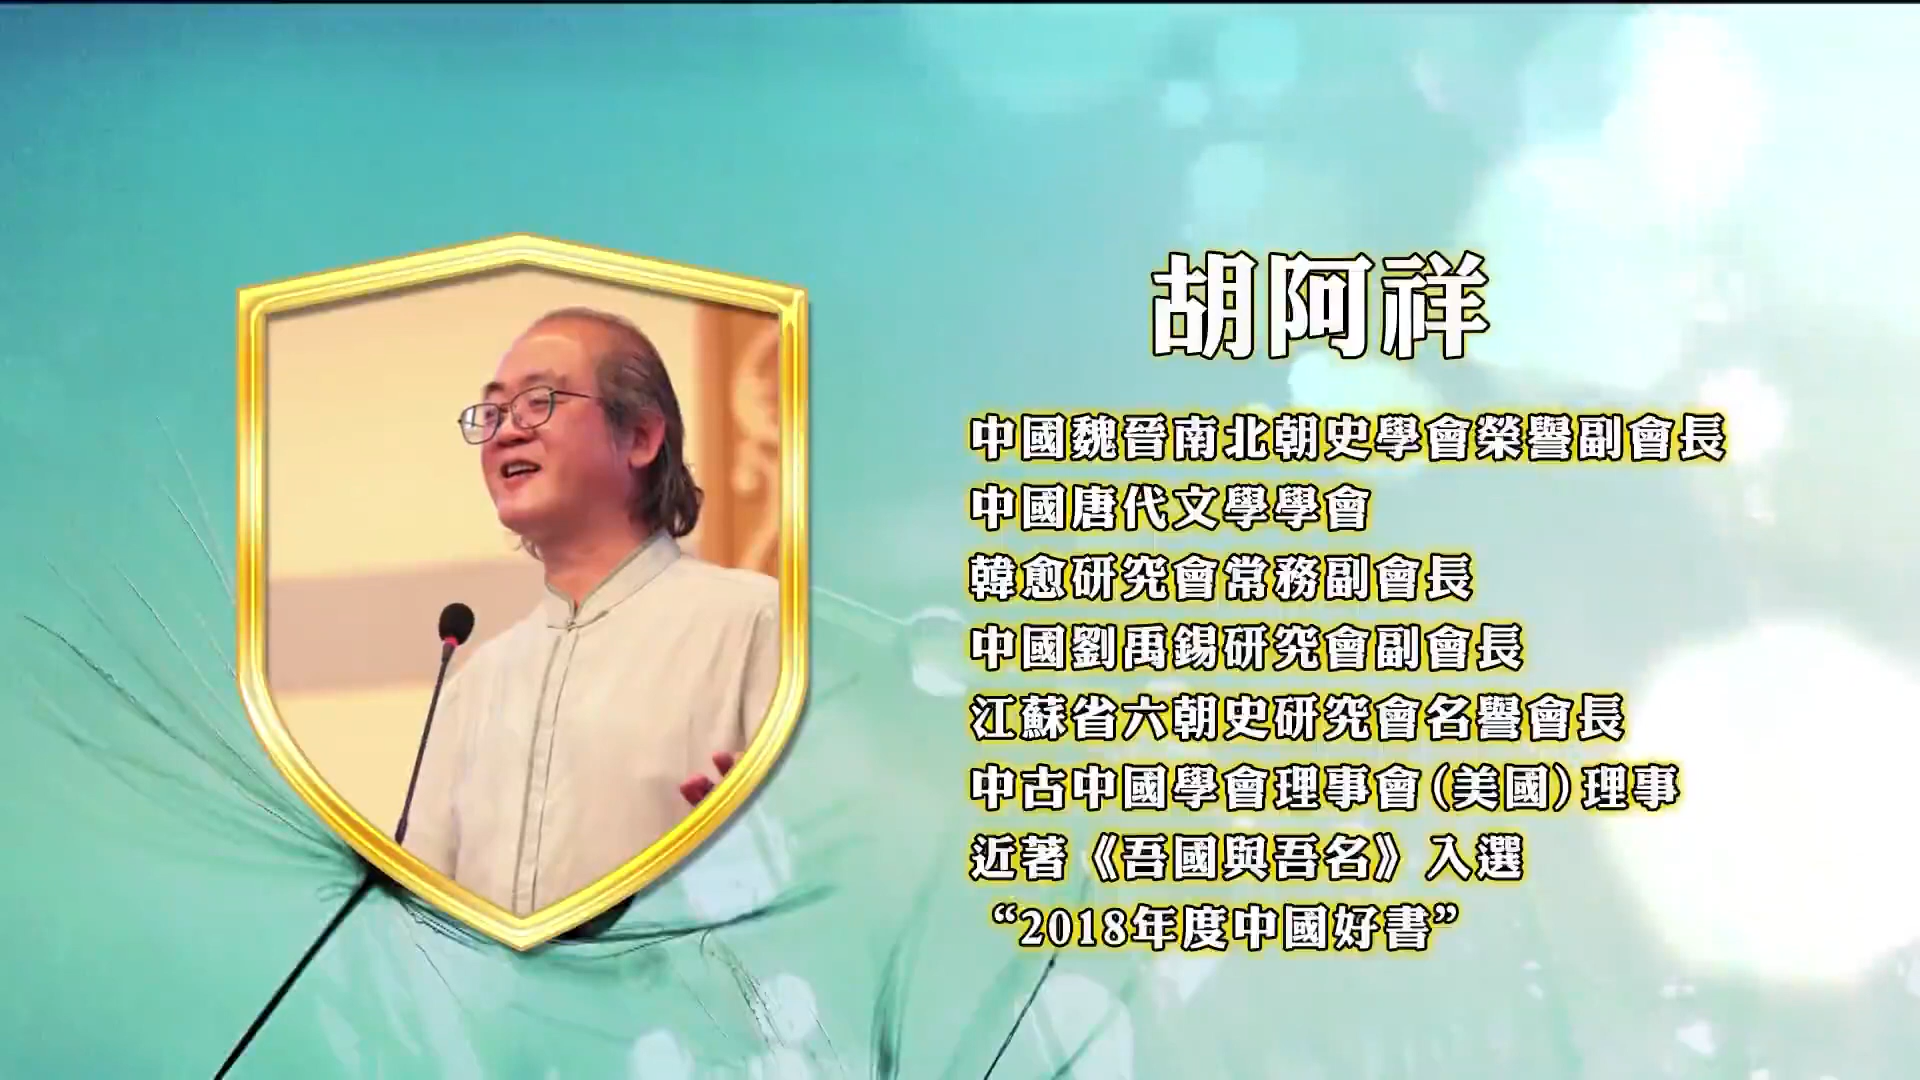 胡阿祥
中國魏晉南北朝史學會榮譽副會長
中國唐代文學學會
韓愈研究會常務副會長
中國劉禹錫研究會副會長
江蘇省六朝史研究會名譽會長
中古中國學會理事會(美國)理事
近著《吾國與吾名》入選
“2018年度中國好書”